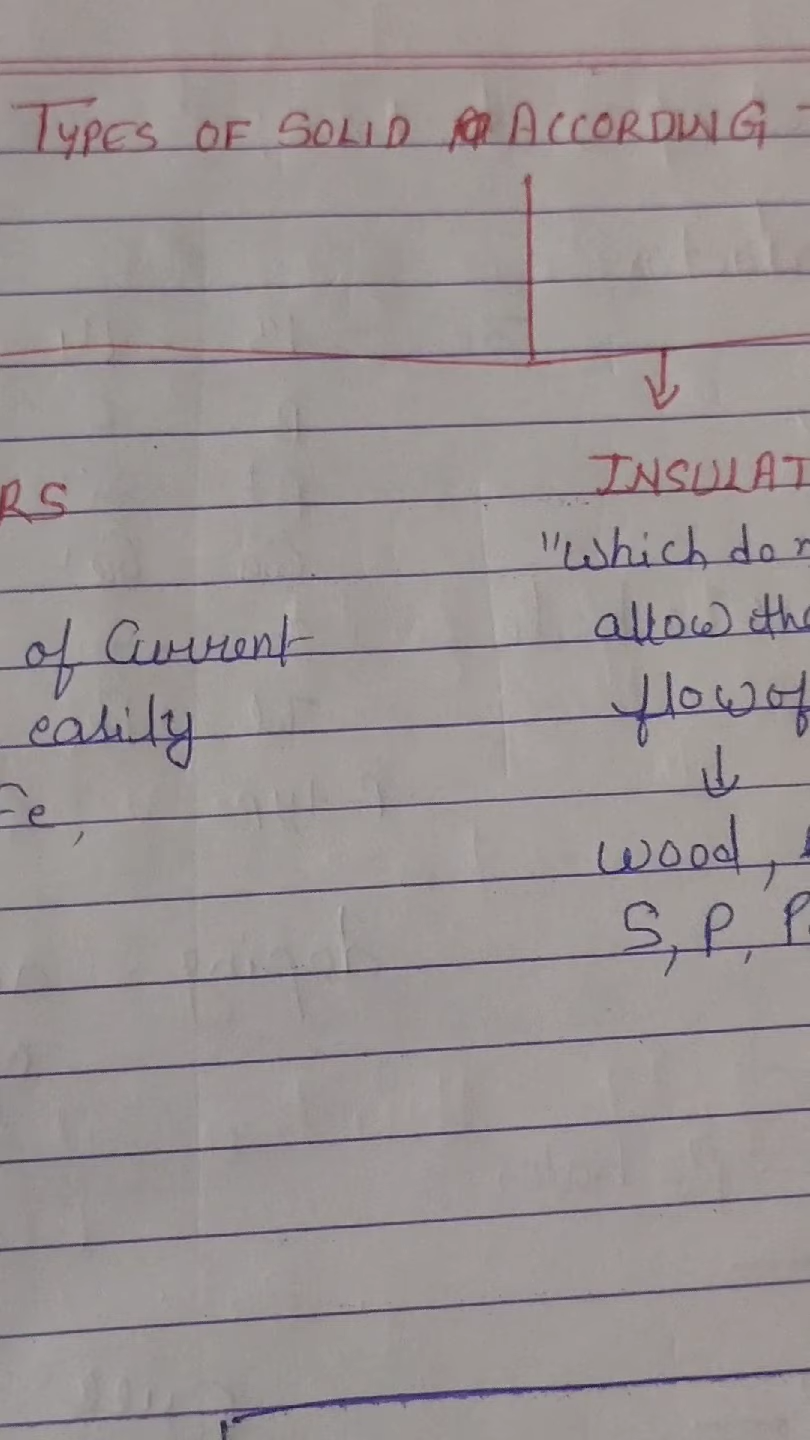 TYPES OF SOLID ACCORDING
RS
INSULAT
"which do n
of Current
allow the
easily
flow of
Fe,
wood,
S, P, P